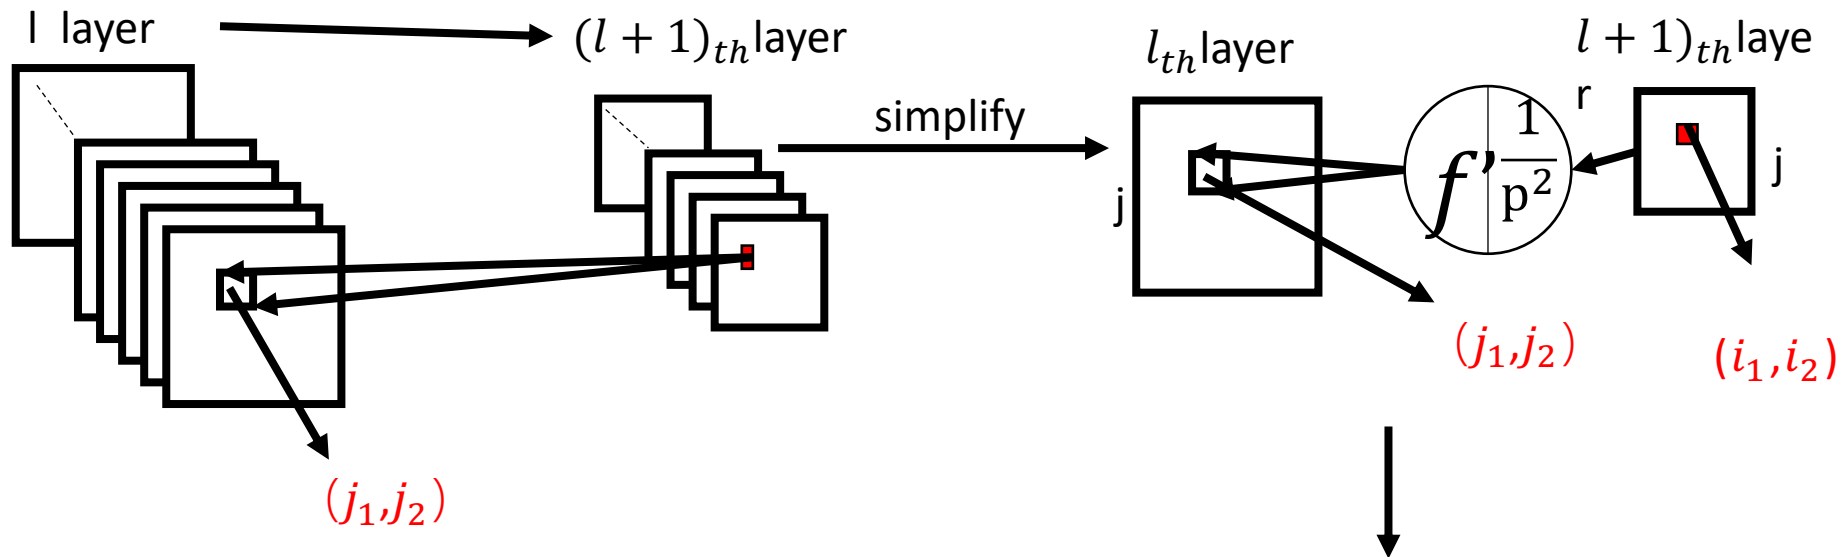 l layer
(l + 1)th layer
simplify
lth layer
l + 1)th laye
r
j
f' 1/p²
j
(j1,j2)
(i1,i2)
(j1,j2)